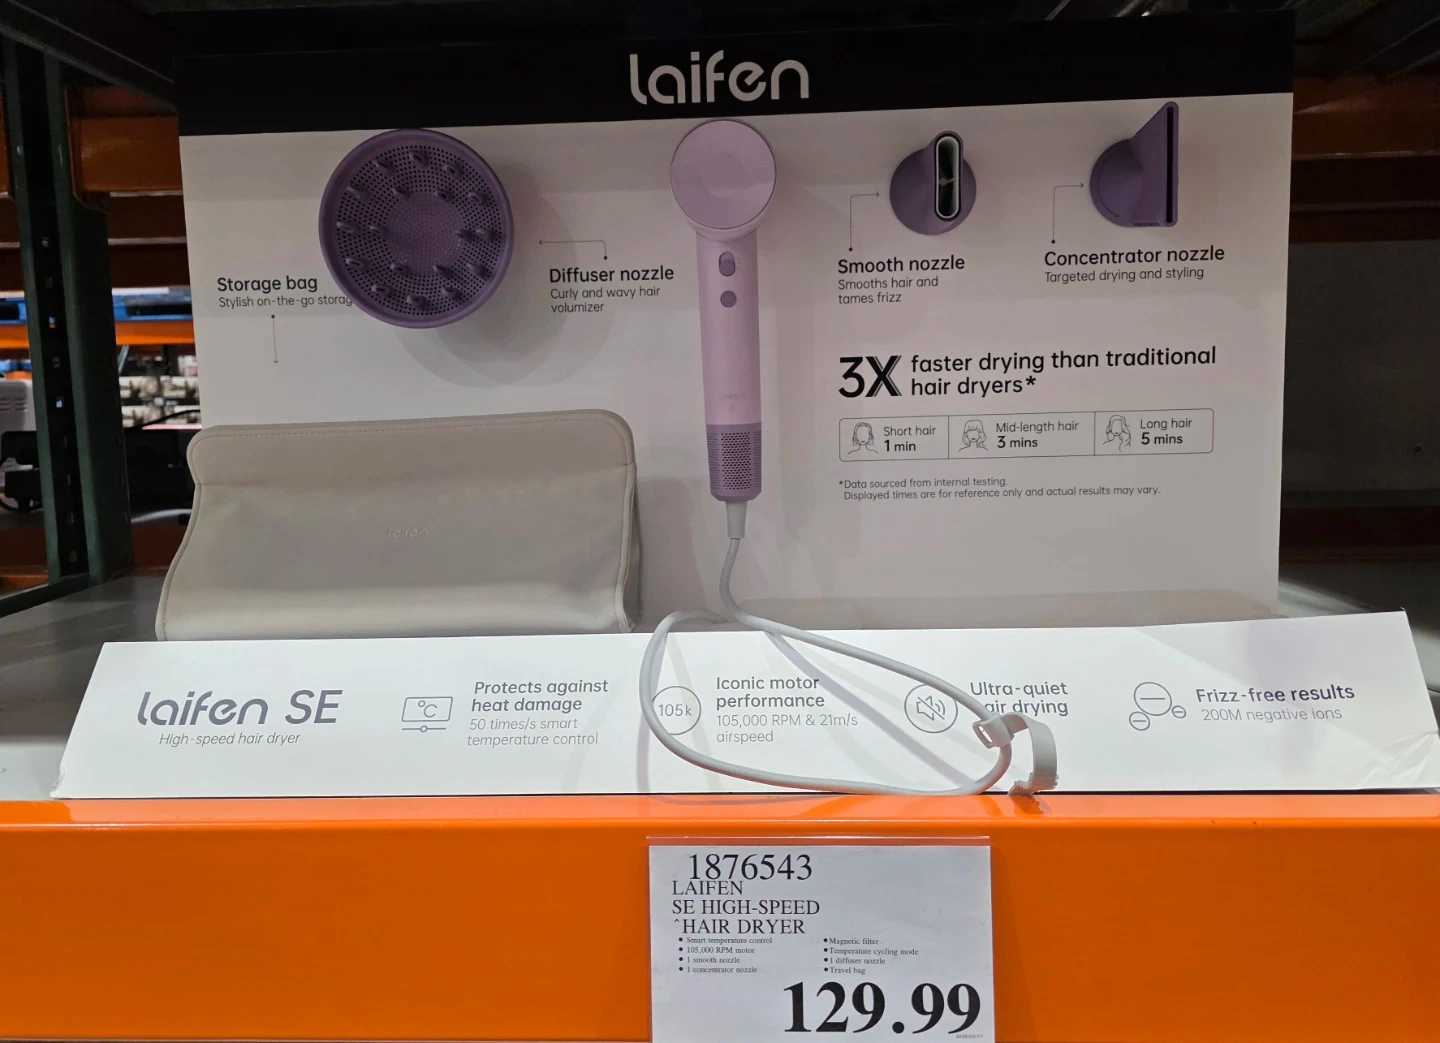 laifen
Storage bag
Stylish on-the-go storag
Diffuser nozzle
Curly and wavy hair
volumizer
Smooth nozzle
Smooths hair and
tames frizz
Concentrator nozzle
Targeted drying and styling
3X faster drying than traditional
hair dryers*
Short hair
1 min
Mid-length hair
3 mins
Long hair
5 mins
*Data sourced from internal testing.
Displayed times are for reference only and actual results may vary.
laifen
laifen
laifen SE
High-speed hair dryer
°C
Protects against
heat damage
50 times/s smart
temperature control
105k
Iconic motor
performance
105,000 RPM & 21m/s
airspeed
Ultra-quiet
air drying
Frizz-free results
200M negative ions
1876543
LAIFEN
SE HIGH-SPEED
^HAIR DRYER
• Smart temperature control
• 105,000 RPM motor
• 1 smooth nozzle
• 1 concentrator nozzle
• Magnetic filter
• Temperature cycling mode
• 1 diffuser nozzle
• Travel bag
129.99